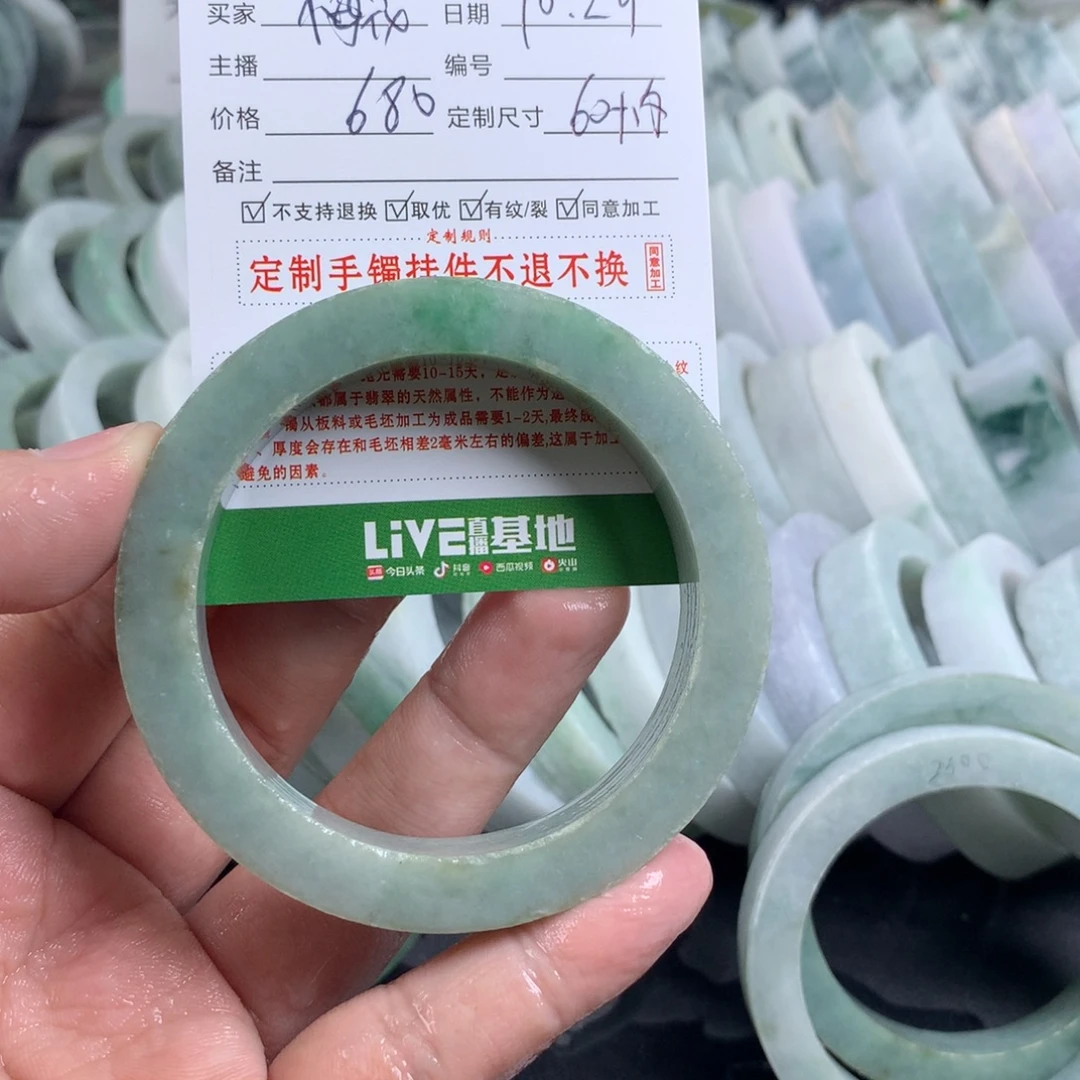 买家 日期 10.29
主播 编号
价格 680 定制尺寸 60
备注
不支持退换 取优 有纹/裂 同意加工
定制规则
定制手镯挂件不退不换 同意加工
纹
需要10-15天,
都属于翡翠的天然属性,不能作为
镯从板料或毛坯加工为成品需要1-2天,最终
厚度会存在和毛坯相差2毫米左右的偏差,这属于加工
避免的因素。
LiVE直播基地
今日头条 抖音 西瓜视频 火山
2400